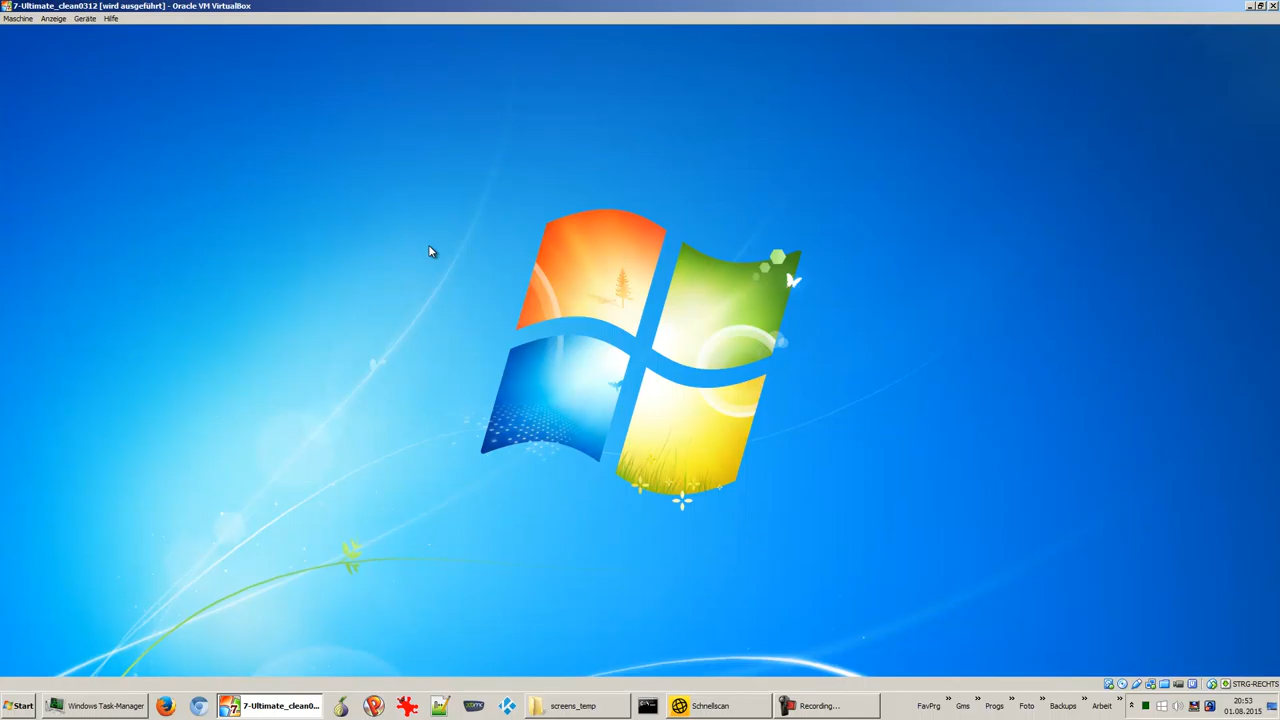 7-Ultimate_clean0312 [wird ausgeführt] - Oracle VM VirtualBox
Maschine Anzeige Geräte Hilfe
STRG-RECHTS
Start Windows Task-Manager 7-Ultimate_clean0... screens_temp Schnellscan Recording... FavPrg Gms Progs Foto Backups Arbeit 20:53
01.08.2015